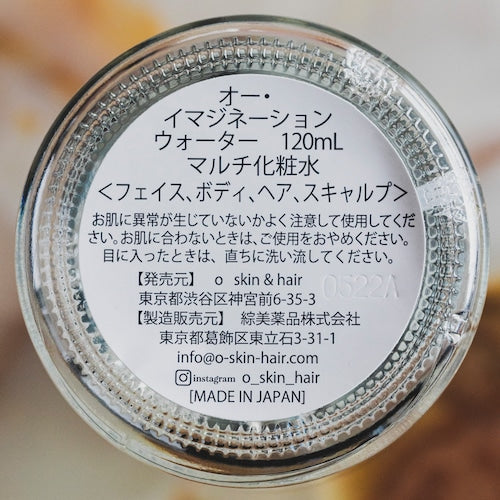 オー・
イマジネーション
ウォーター 120mL
マルチ化粧水
＜フェイス、ボディ、ヘア、スキャルプ＞
お肌に異常が生じていないかよく注意して使用してくだ
さい。お肌に合わないときは、ご使用をおやめください。
目に入ったときは、直ちに洗い流してください。
【発売元】 o skin & hair
東京都渋谷区神宮前6-35-3
0522A
【製造販売元】 綜美薬品株式会社
東京都葛飾区東立石3-31-1
info@o-skin-hair.com
instagram o_skin_hair
[MADE IN JAPAN]